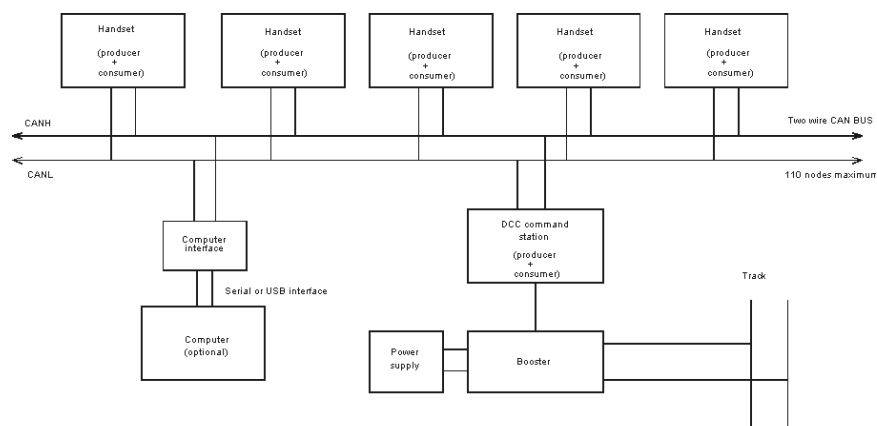 Handset
(producer
+
consumer)
Handset
(producer
+
consumer)
Handset
(producer
+
consumer)
Handset
(producer
+
consumer)
Handset
(producer
+
consumer)
CANH
Two wire CAN BUS
CANL
110 nodes maximum
Computer
interface
DCC command
station
(producer
+
consumer)
Serial or USB interface
Track
Computer
(optional)
Power
supply
Booster